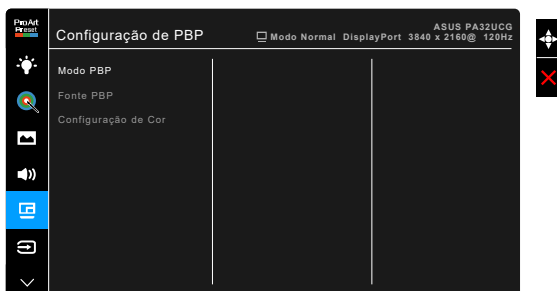 ProArt
Preset
Configuração de PBP
ASUS PA32UCG
Modo Normal DisplayPort 3840 x 2160@ 120Hz
Modo PBP
Fonte PBP
Configuração de Cor